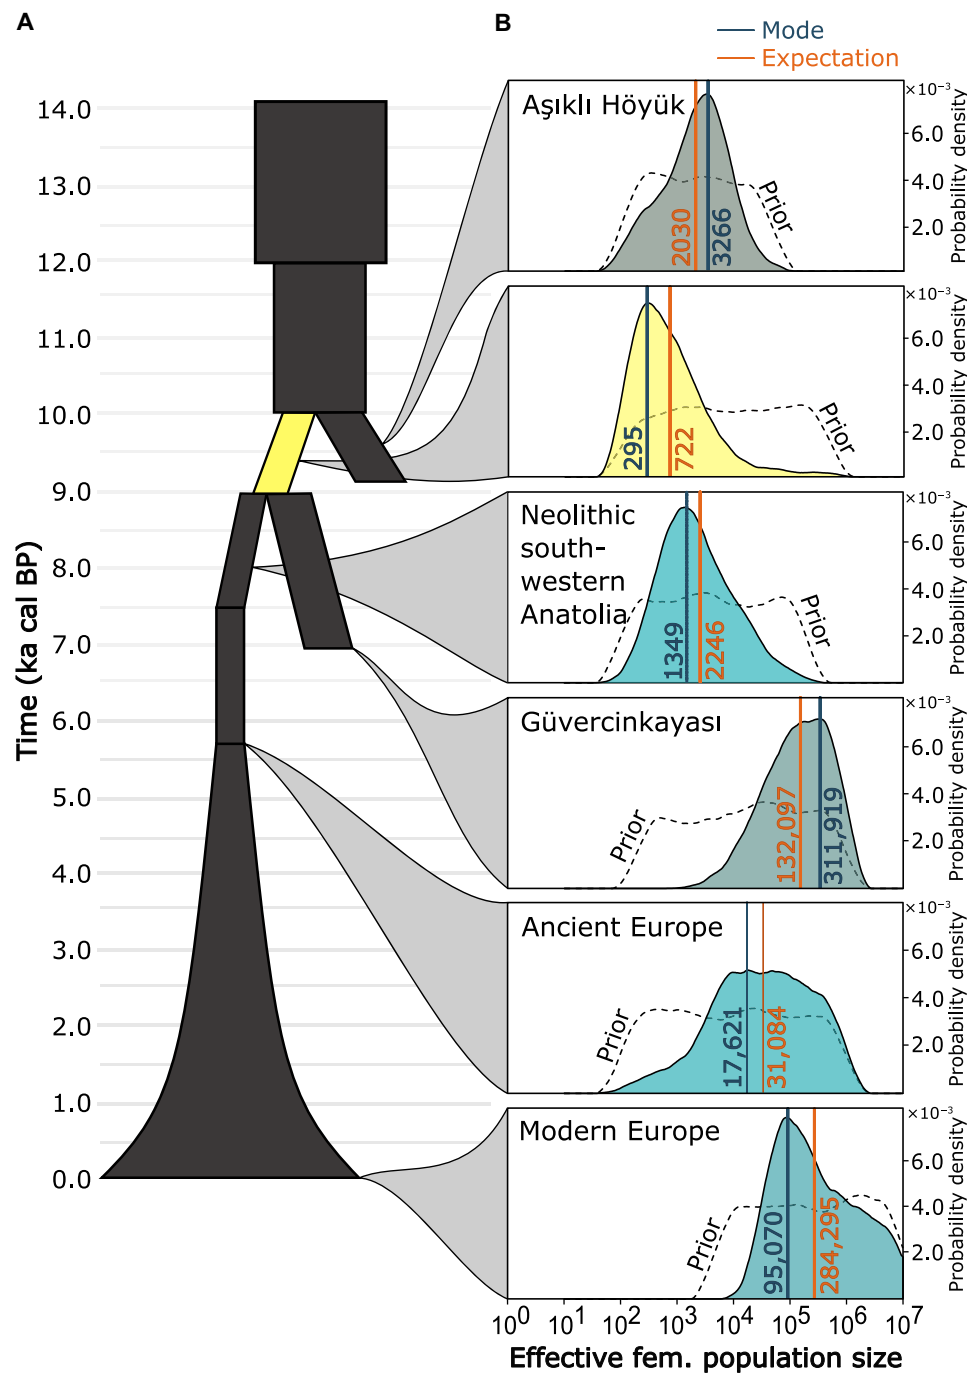 A
B
Mode
Expectation
Time (ka cal BP)
14.0
13.0
12.0
11.0
10.0
9.0
8.0
7.0
6.0
5.0
4.0
3.0
2.0
1.0
0.0
Aşıklı Höyük
Prior
2030
3266
×10⁻³
6.0
4.0
2.0
Probability density
Prior
295
722
×10⁻³
6.0
4.0
2.0
Probability density
Neolithic
south-
western
Anatolia
Prior
1349
2246
×10⁻³
6.0
4.0
2.0
Probability density
Güvercinkayası
Prior
132,097
311,919
×10⁻³
6.0
4.0
2.0
Probability density
Ancient Europe
Prior
17,621
31,084
×10⁻³
6.0
4.0
2.0
Probability density
Modern Europe
Prior
95,070
284,295
×10⁻³
6.0
4.0
2.0
Probability density
10⁰ 10¹ 10² 10³ 10⁴ 10⁵ 10⁶ 10⁷
Effective fem. population size